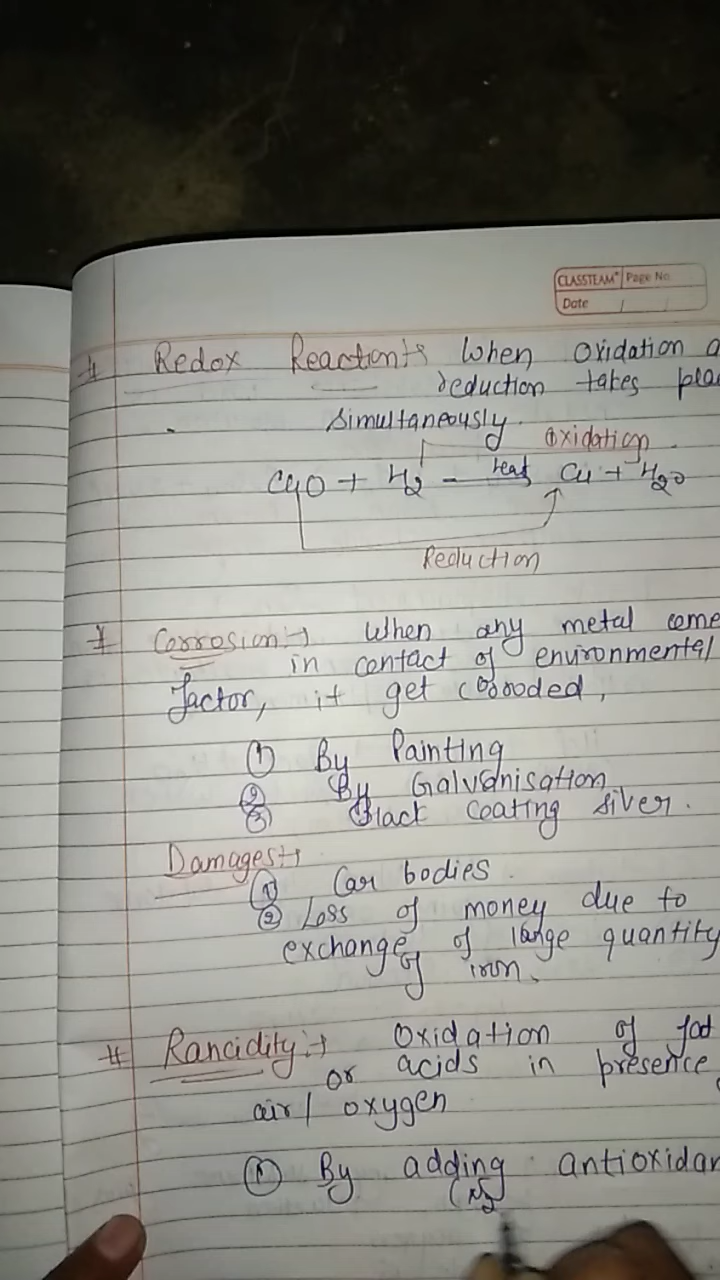 CLASSTEAM Page No.
Date / /
# Redox Reaction:→ When Oxidation a
reduction takes pla
simultaneously.
Oxidation
CuO + H2 heat Cu + H2O
Reduction
# Corrosion:→ When any metal come
in contact of environmental
factor, it get corroded,
① By Painting
② By Galvanisation
③ Black coating silver.
Damages:→
① Car bodies.
② Loss of money due to
exchange of large quantity
of iron.
# Rancidity:→ Oxidation of fat
or acids in presence
air/ oxygen
① By adding antioxidan
(N2